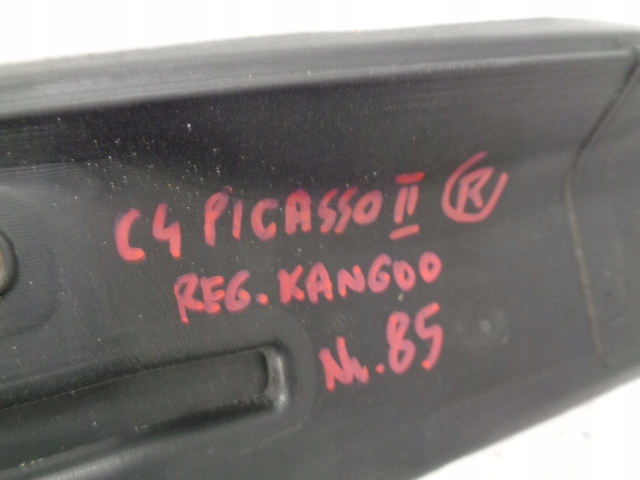 C4 PICASSO II R
REG. KANGOO
Nr. 85